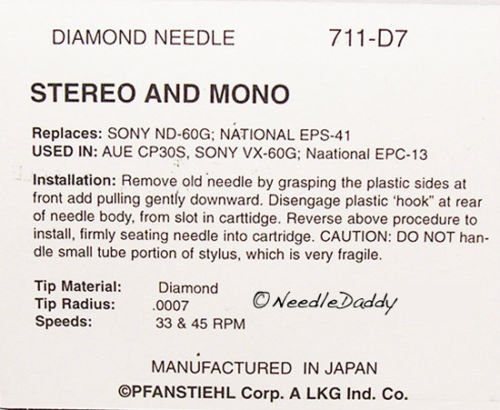 DIAMOND NEEDLE 711-D7
STEREO AND MONO
Replaces: SONY ND-60G; NATIONAL EPS-41
USED IN: AUE CP30S, SONY VX-60G; Naational EPC-13
Installation: Remove old needle by grasping the plastic sides at
front add pulling gently downward. Disengage plastic 'hook" at rear
of needle body, from slot in carttidge. Reverse above procedure to
install, firmly seating needle into cartridge. CAUTION: DO NOT han-
dle small tube portion of stylus, which is very fragile.
Tip Material: Diamond
Tip Radius: .0007
Speeds: 33 & 45 RPM
©NeedleDaddy
MANUFACTURED IN JAPAN
©PFANSTIEHL Corp. A LKG Ind. Co.